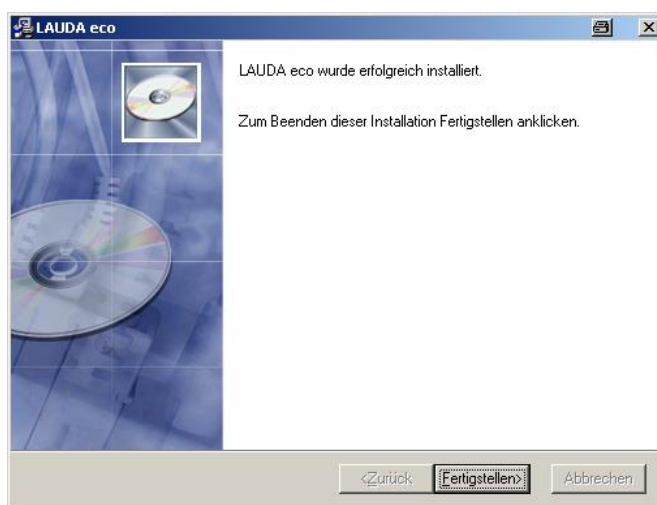 LAUDA eco
LAUDA eco wurde erfolgreich installiert.
Zum Beenden dieser Installation Fertigstellen anklicken.
<Zurück Fertigstellen> Abbrechen